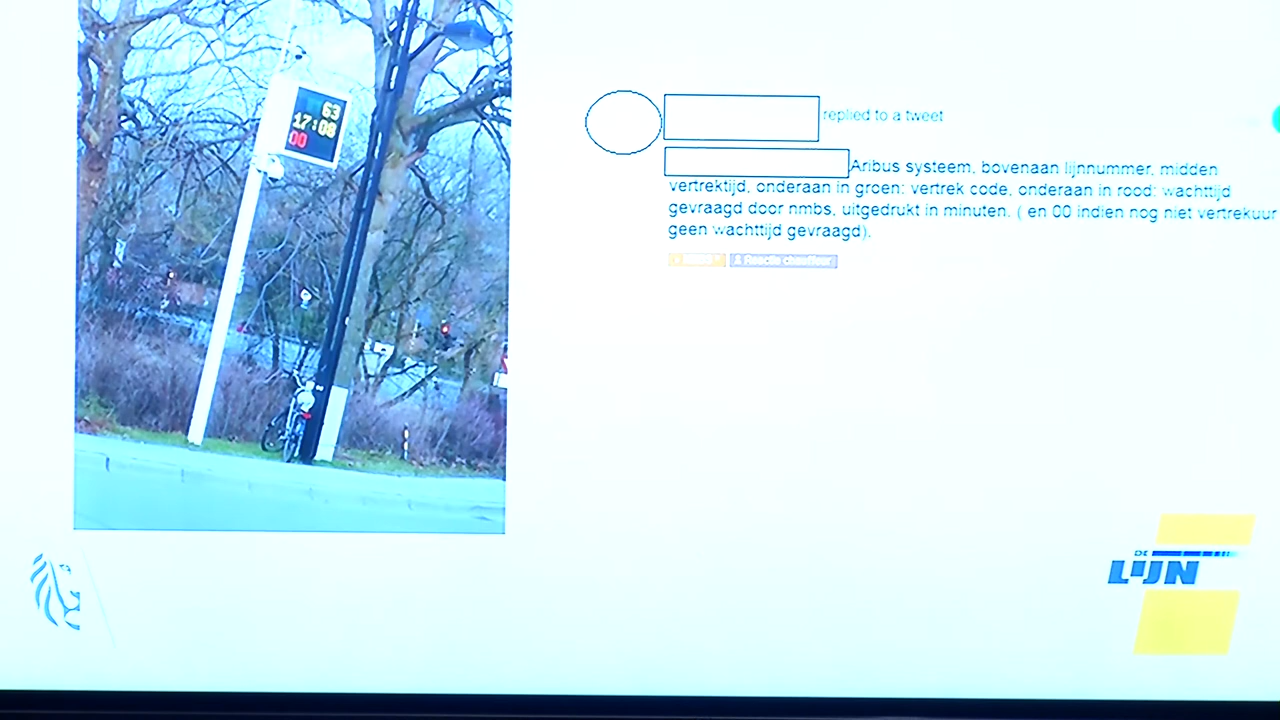 63
17:08
00
replied to a tweet
Aribus systeem, bovenaan lijnnummer, midden
vertrektijd, onderaan in groen: vertrek code, onderaan in rood: wachttijd
gevraagd door nmbs, uitgedrukt in minuten. ( en 00 indien nog niet vertrekuur
geen wachttijd gevraagd).
Reactie chauffeur
DE
LIJN